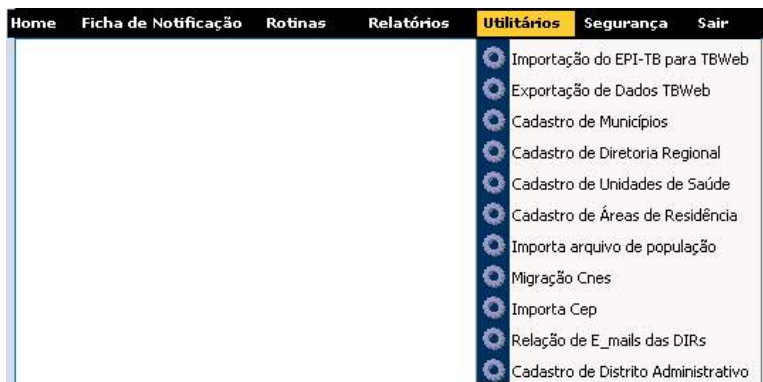 Home Ficha de Notificação Rotinas Relatórios Utilitários Segurança Sair
Importação do EPI-TB para TBWeb
Exportação de Dados TBWeb
Cadastro de Municípios
Cadastro de Diretoria Regional
Cadastro de Unidades de Saúde
Cadastro de Áreas de Residência
Importa arquivo de população
Migração Cnes
Importa Cep
Relação de E_mails das DIRs
Cadastro de Distrito Administrativo